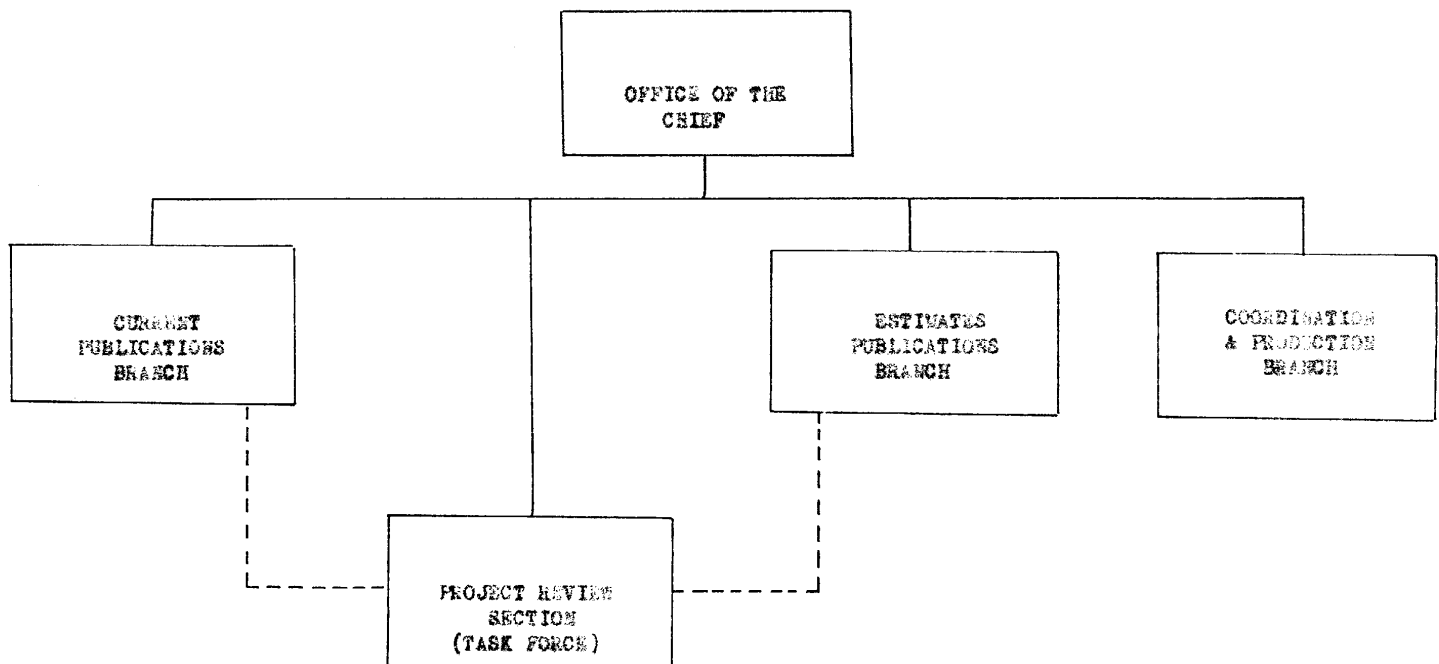 OFFICE OF THE
CHIEF
CURRENT
PUBLICATIONS
BRANCH
ESTIMATES
PUBLICATIONS
BRANCH
COORDINATION
& PRODUCTION
BRANCH
PROJECT REVIEW
SECTION
(TASK FORCE)